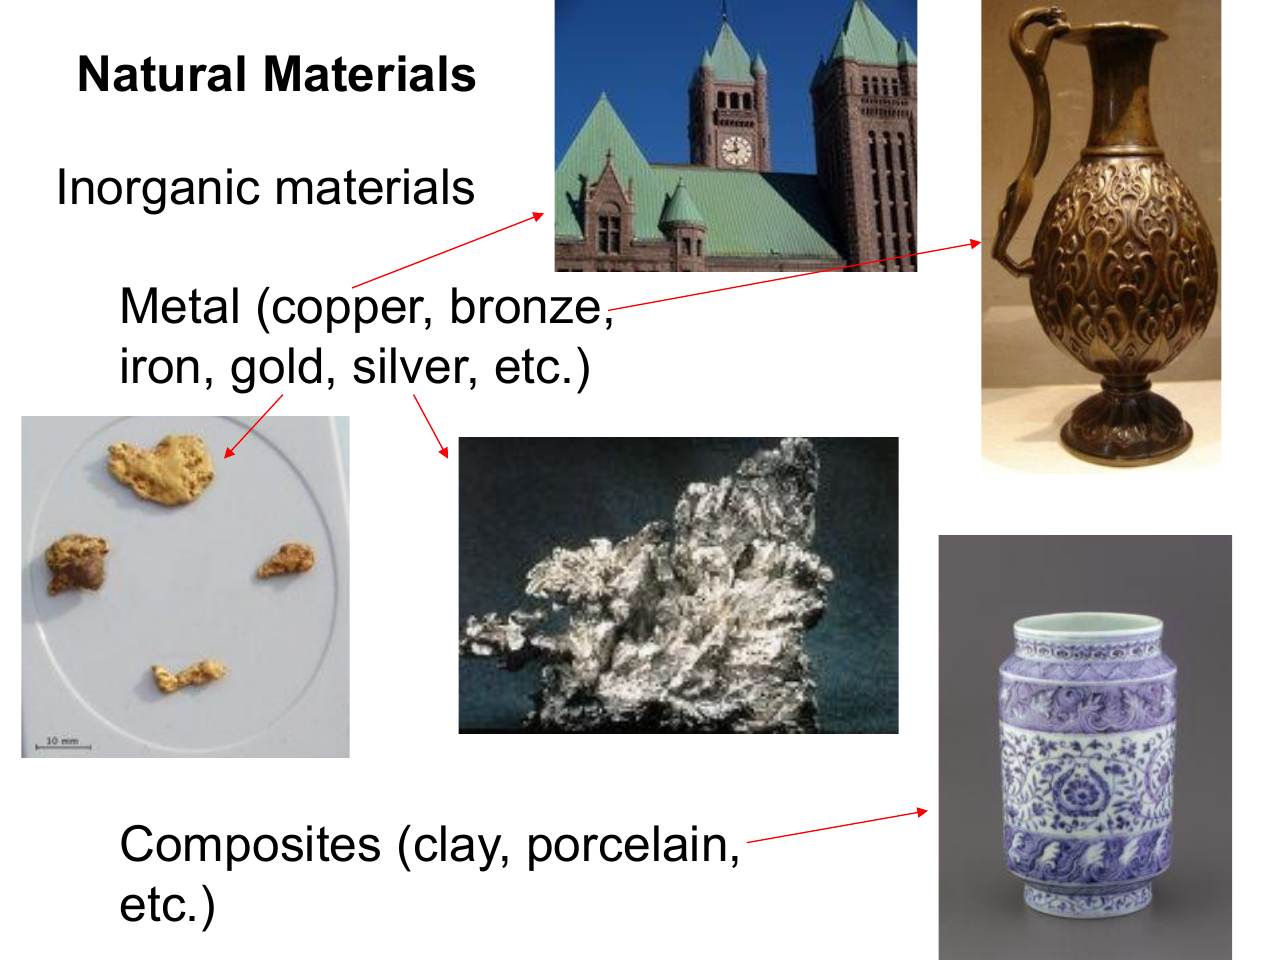 Natural Materials
Inorganic materials
Metal (copper, bronze,
iron, gold, silver, etc.)
10 mm
Composites (clay, porcelain,
etc.)